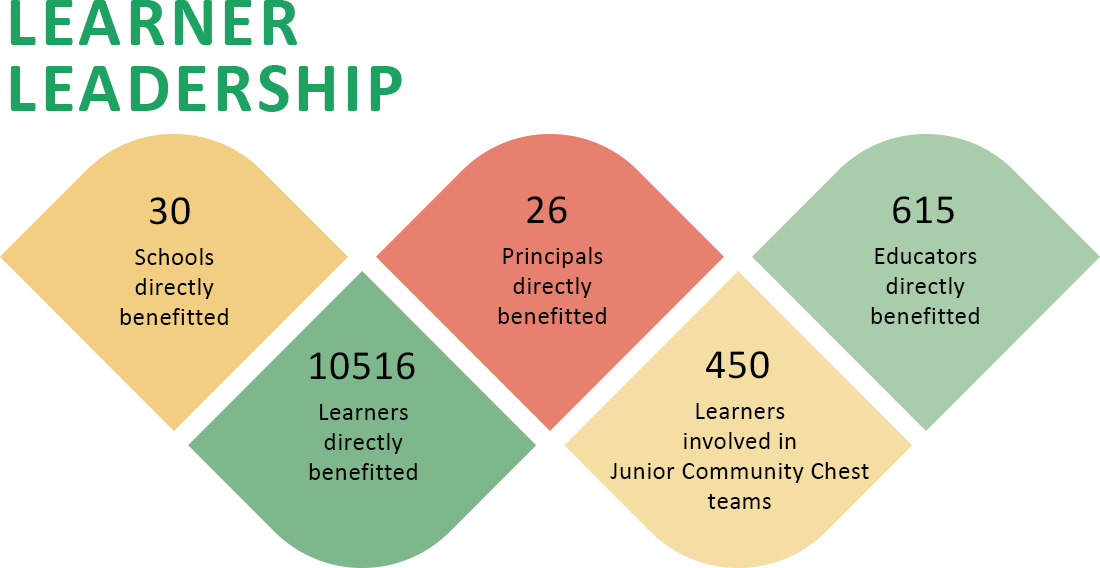 LEARNER
LEADERSHIP
30
Schools
directly
benefitted
10516
Learners
directly
benefitted
26
Principals
directly
benefitted
450
Learners
involved in
Junior Community Chest
teams
615
Educators
directly
benefitted